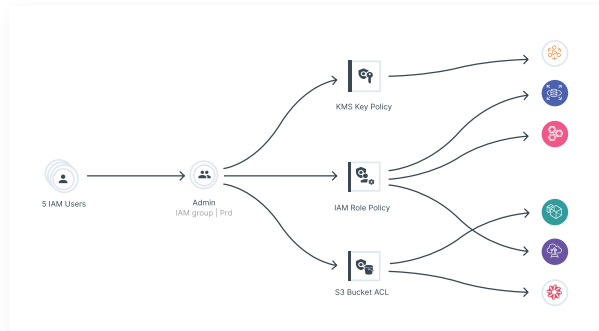 KMS Key Policy
5 IAM Users
Admin
IAM group | Prd
IAM Role Policy
S3 Bucket ACL